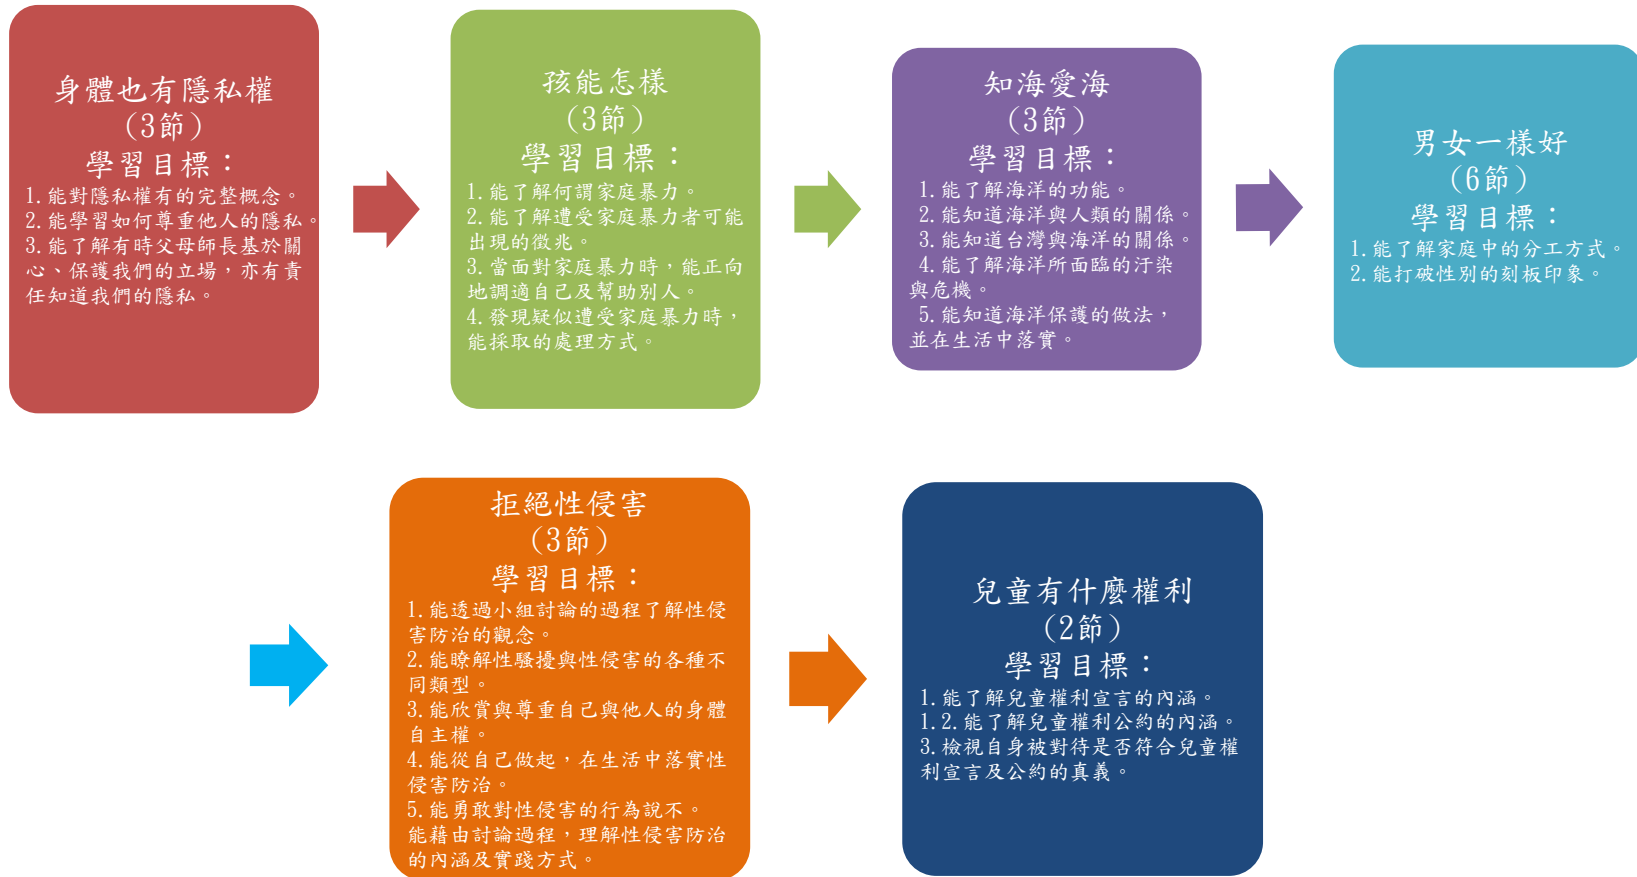 身體也有隱私權
(3節)
學習目標：
1.能對隱私權有的完整概念。
2.能學習如何尊重他人的隱私。
3.能了解有時父母師長基於關
心、保護我們的立場，亦有責
任知道我們的隱私。
孩能怎樣
(3節)
學習目標：
1.能了解何謂家庭暴力。
2.能了解遭受家庭暴力者可能
出現的徵兆。
3.當面對家庭暴力時，能正向
地調適自己及幫助別人。
4.發現疑似遭受家庭暴力時，
能採取的處理方式。
知海愛海
(3節)
學習目標：
1.能了解海洋的功能。
2.能知道海洋與人類的關係。
3.能知道台灣與海洋的關係。
4.能了解海洋所面臨的汙染
與危機。
5.能知道海洋保護的做法，
並在生活中落實。
男女一樣好
(6節)
學習目標：
1.能了解家庭中的分工方式。
2.能打破性別的刻板印象。
拒絕性侵害
(3節)
學習目標：
1.能透過小組討論的過程了解性侵
害防治的觀念。
2.能瞭解性騷擾與性侵害的各種不
同類型。
3.能欣賞與尊重自己與他人的身體
自主權。
4.能從自己做起，在生活中落實性
侵害防治。
5.能勇敢對性侵害的行為說不。
能藉由討論過程，理解性侵害防治
的內涵及實踐方式。
兒童有什麼權利
(2節)
學習目標：
1.能了解兒童權利宣言的內涵。
1.2.能了解兒童權利公約的內涵。
3.檢視自身被對待是否符合兒童權
利宣言及公約的真義。